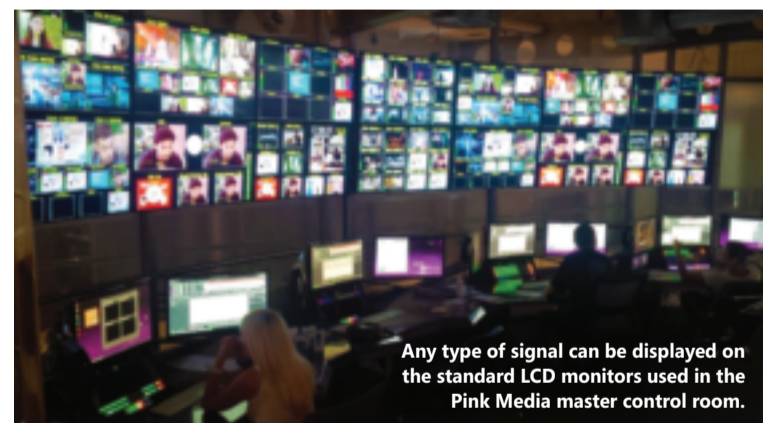 Any type of signal can be displayed on
the standard LCD monitors used in the
Pink Media master control room.